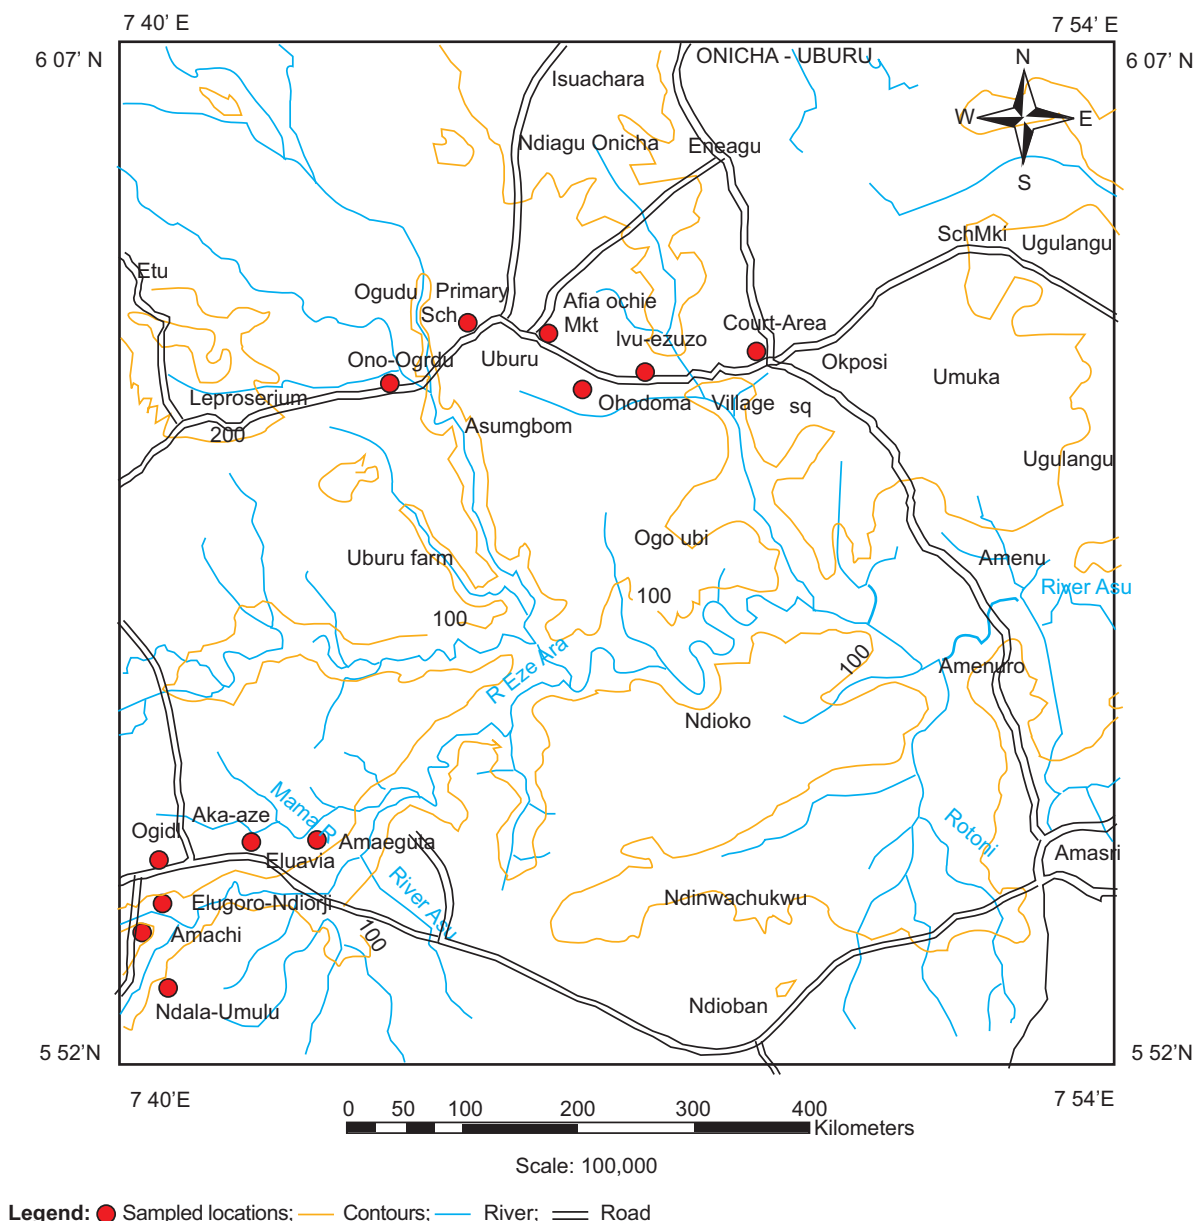 7 40' E
7 54' E
6 07' N
6 07' N
ONICHA - UBURU
Isuachara
N
W
E
S
Ndiagu Onicha
Eneagu
SchMki
Ugulangu
Etu
Ogudu
Primary
Sch
Afia ochie
Mkt
Court-Area
Ivu-ezuzo
Ono-Ogrdu
Uburu
Okposi
Umuka
Leproserium
Ohodoma
Village
sq
200
Asumgbom
Ugulangu
Ogo ubi
Uburu farm
Amenu
River Asu
100
100
R Eze Ara
100
Amenuro
Ndioko
Mama R
Aka-aze
Ogidl
Amaeguta
Rotoni
Eluavia
Amasri
River Asu
Elugoro-Ndiorji
Ndinwachukwu
Amachi
100
Ndala-Umulu
Ndioban
5 52'N
5 52'N
7 40'E
7 54'E
0 50 100 200 300 400
Kilometers
Scale: 100,000
Legend: Sampled locations; Contours; River; Road